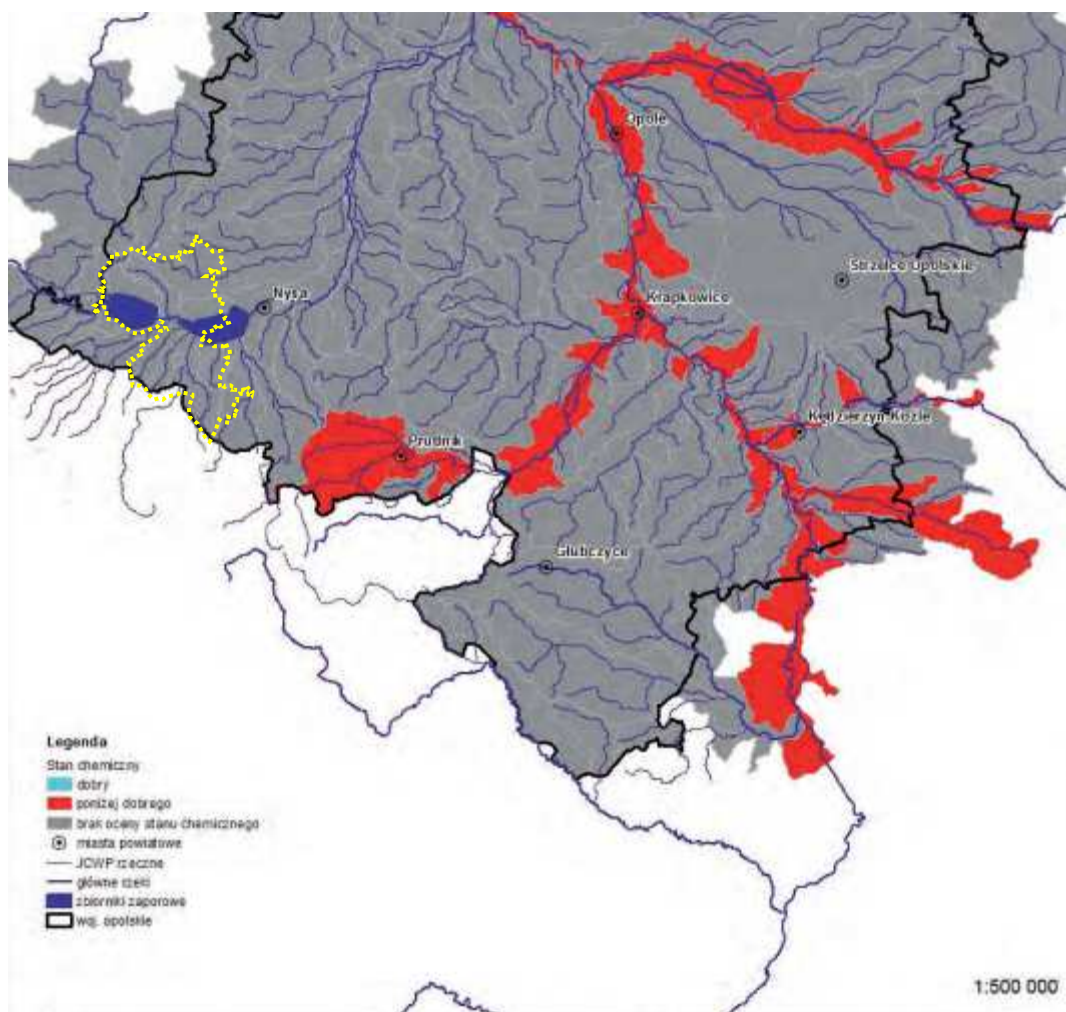 Opole
Strzelce Opolskie
Nysa
Krapkowice
Kędzierzyn-Koźle
Prudnik
Głubczyce
Legenda
Stan chemiczny
dobry
poniżej dobrego
brak oceny stanu chemicznego
miasta powiatowe
JCWP rzeczne
główne rzeki
zbiorniki zaporowe
woj. opolskie
1:500 000